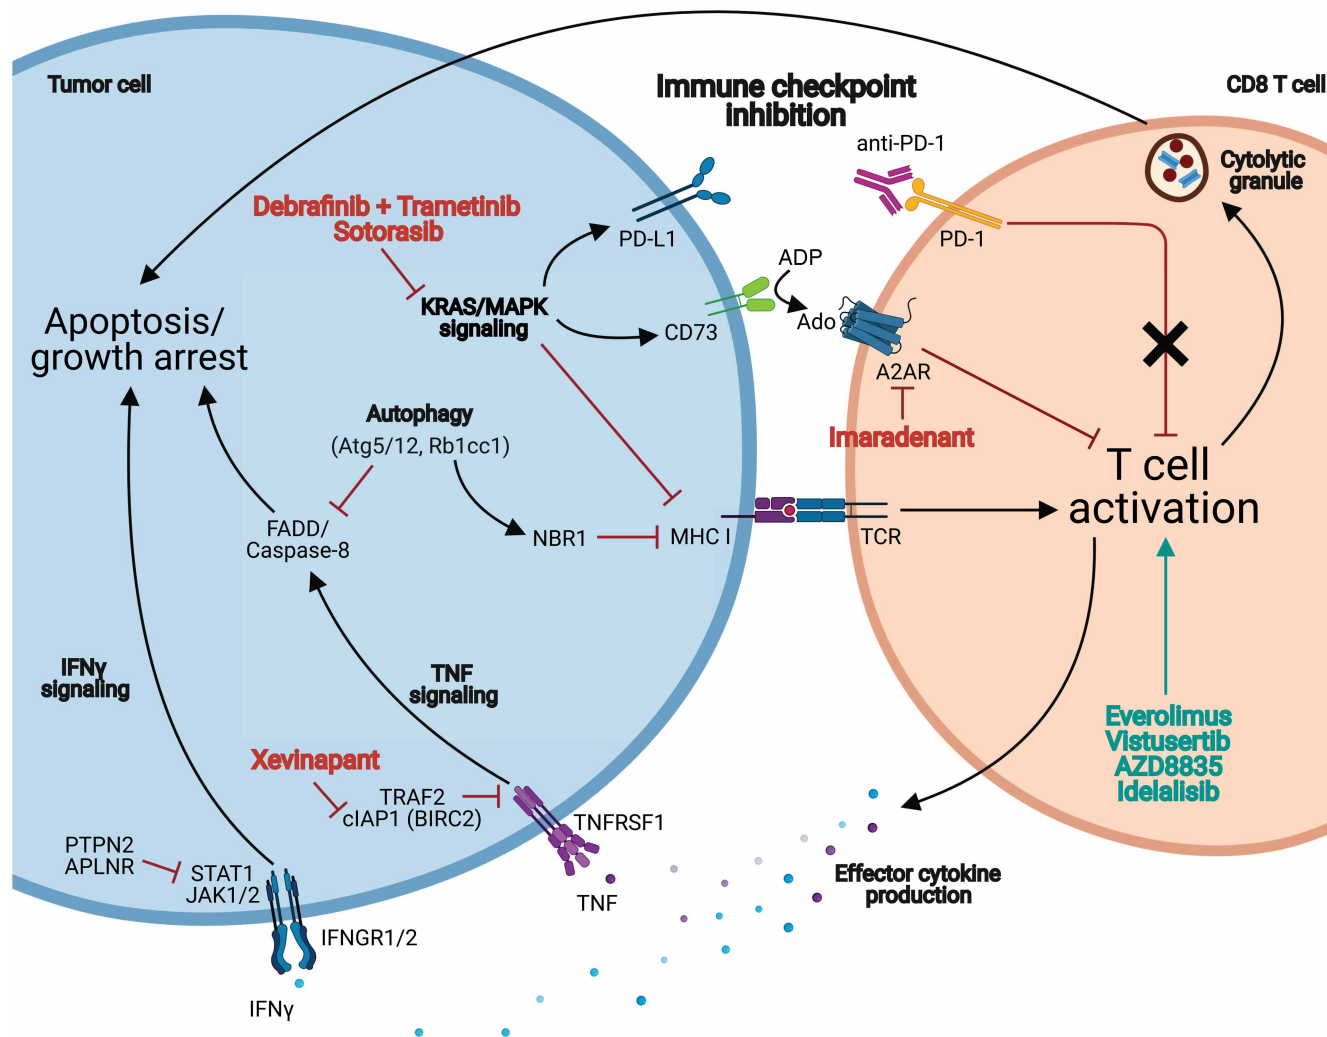 Tumor cell
Immune checkpoint
inhibition
CD8 T cell
anti-PD-1
Cytolytic
granule
Debrafinib + Trametinib
Sotorasib
PD-L1
PD-1
ADP
KRAS/MAPK
signaling
CD73
Ado
A2AR
Apoptosis/
growth arrest
Imaradenant
Autophagy
(Atg5/12, Rb1cc1)
T cell
activation
FADD/
Caspase-8
NBR1
MHC I
TCR
IFNγ
signaling
TNF
signaling
Everolimus
Vistusertib
AZD8835
Idelalisib
Xevinapant
TRAF2
cIAP1 (BIRC2)
TNFRSF1
PTPN2
APLNR
STAT1
JAK1/2
TNF
Effector cytokine
production
IFNGR1/2
IFNγ